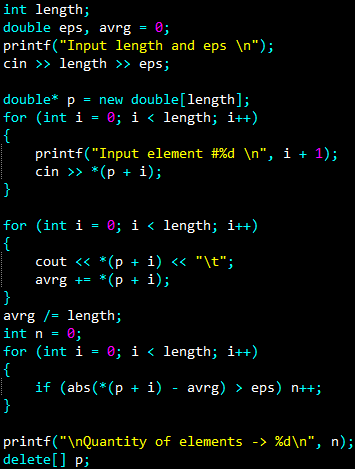 int length;
double eps, avrg = 0;
printf("Input length and eps \n");
cin >> length >> eps;

double* p = new double[length];
for (int i = 0; i < length; i++)
{
    printf("Input element #%d \n", i + 1);
    cin >> *(p + i);
}

for (int i = 0; i < length; i++)
{
    cout << *(p + i) << "\t";
    avrg += *(p + i);
}
avrg /= length;
int n = 0;
for (int i = 0; i < length; i++)
{
    if (abs(*(p + i) - avrg) > eps) n++;
}

printf("\nQuantity of elements -> %d\n", n);
delete[] p;